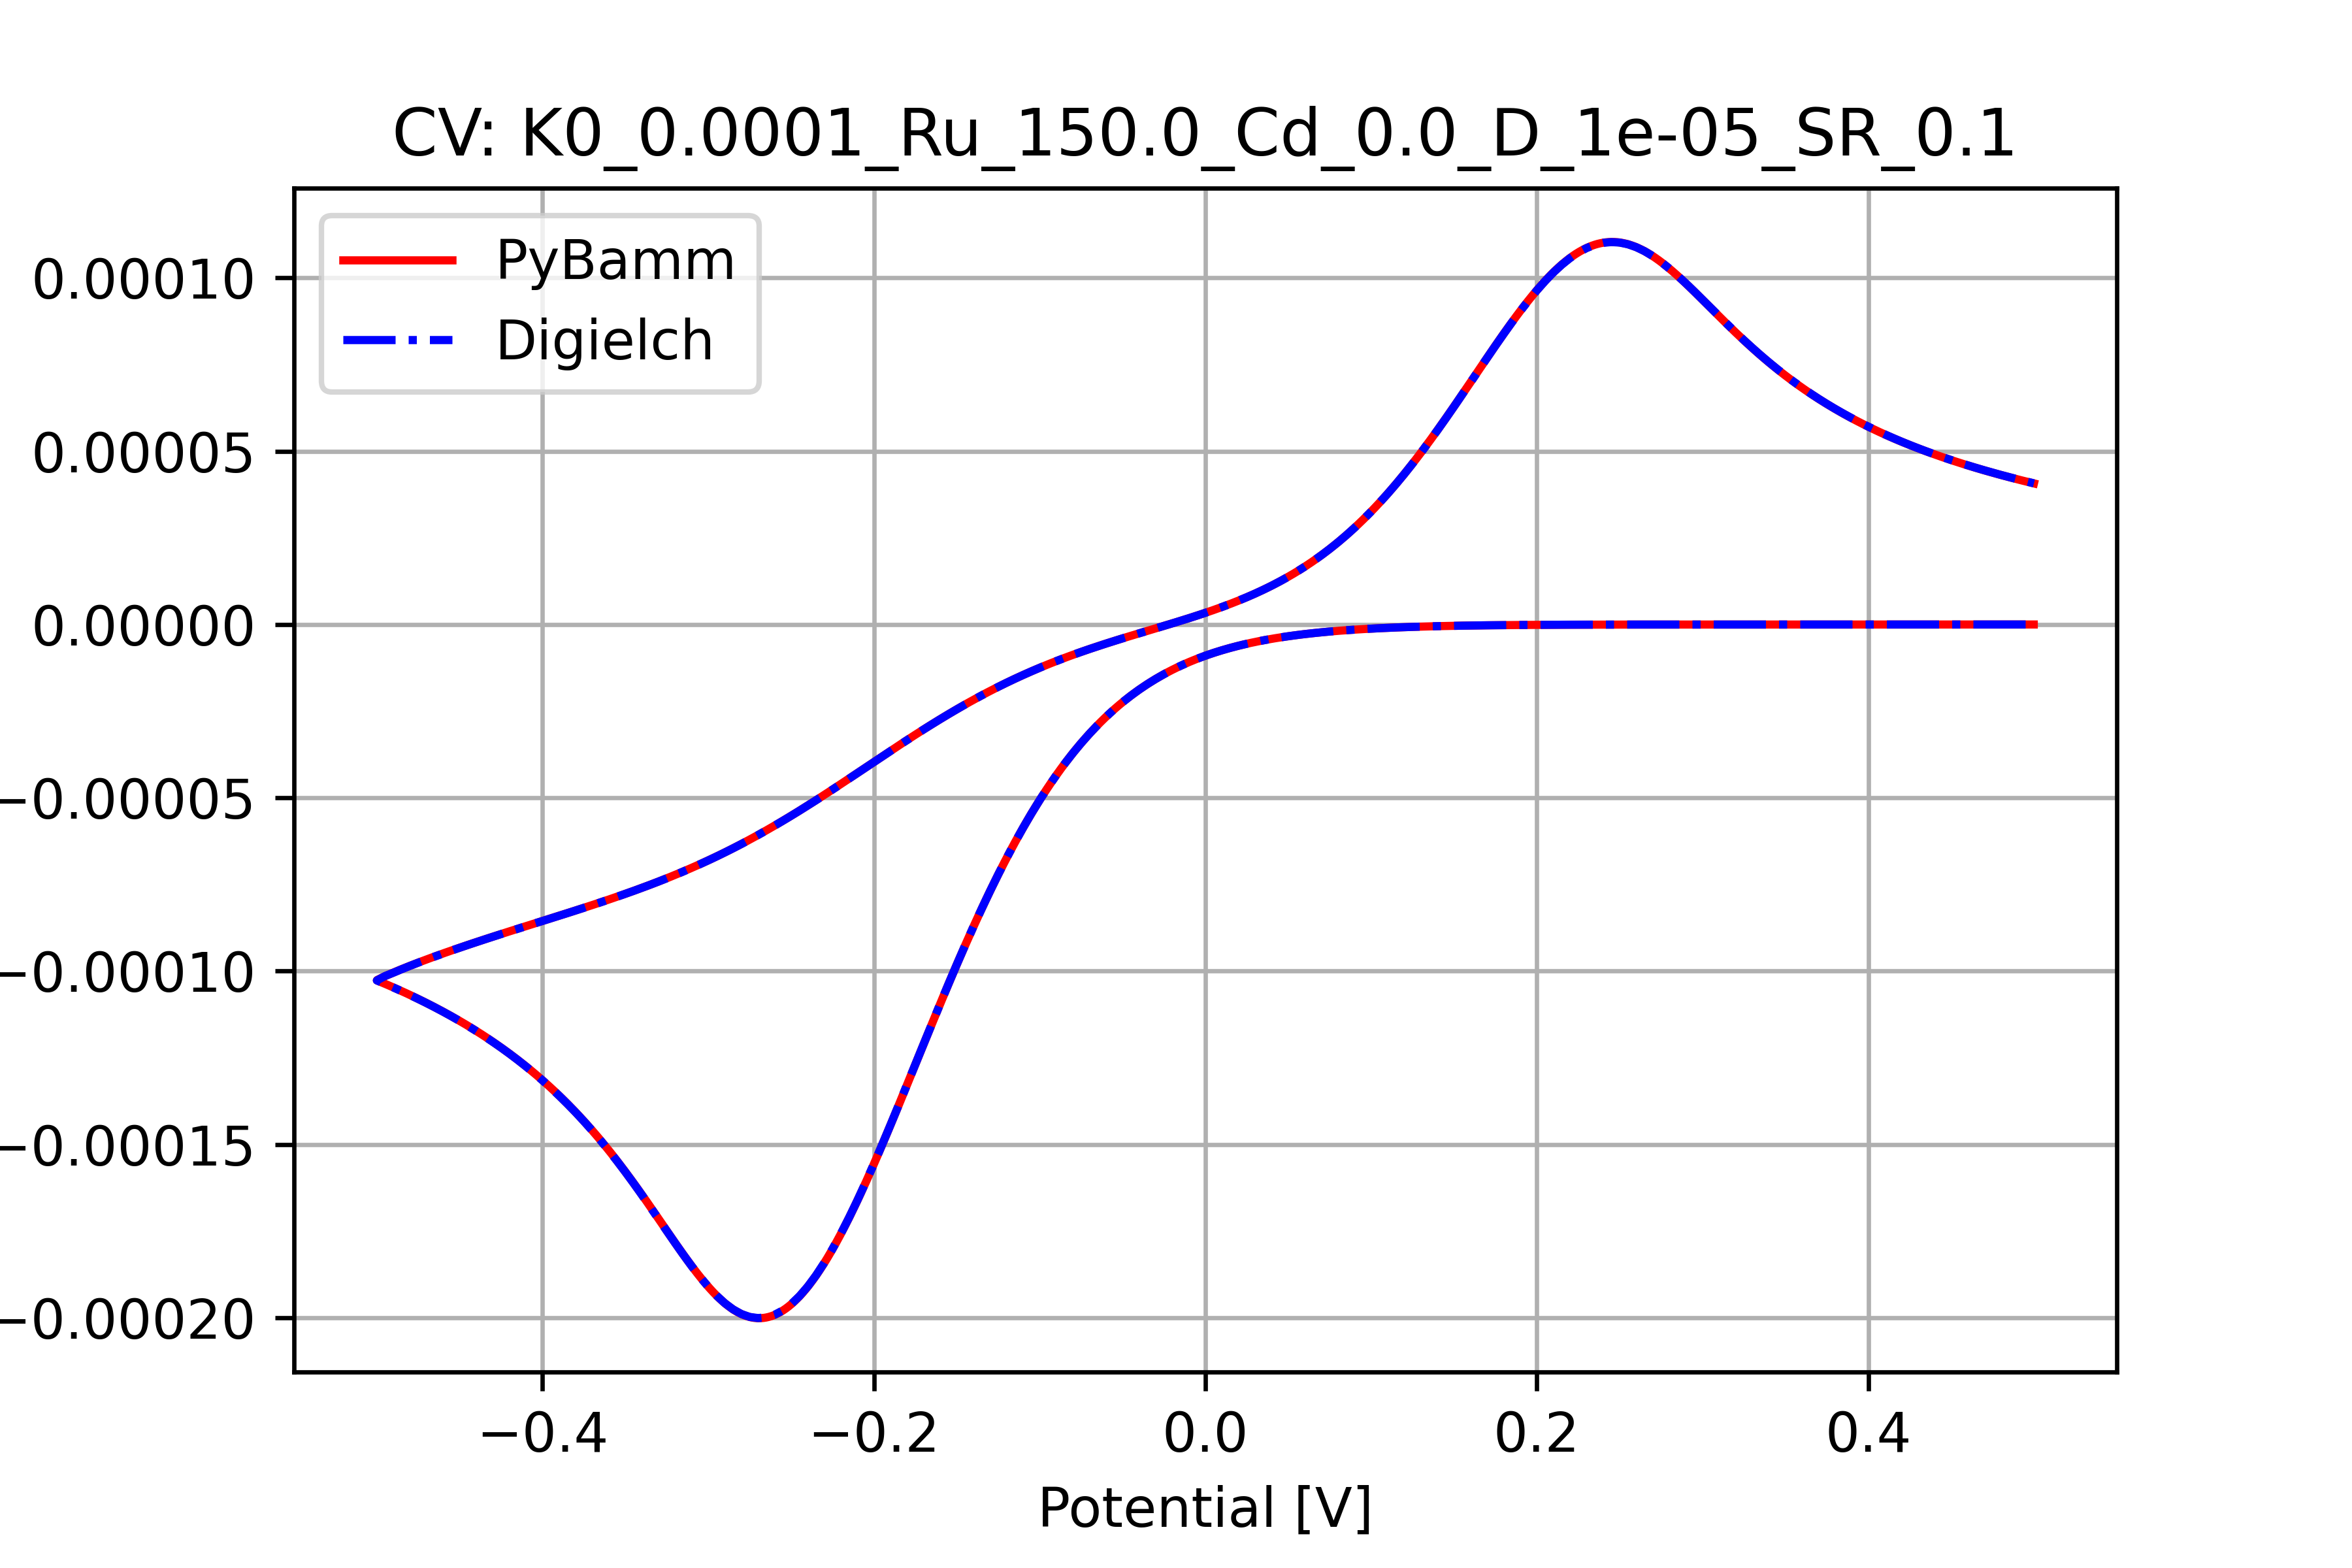 CV: K0_0.0001_Ru_150.0_Cd_0.0_D_1e-05_SR_0.1
PyBamm
Digielch
0.00010
0.00005
0.00000
−0.00005
−0.00010
−0.00015
−0.00020
−0.4 −0.2 0.0 0.2 0.4
Potential [V]